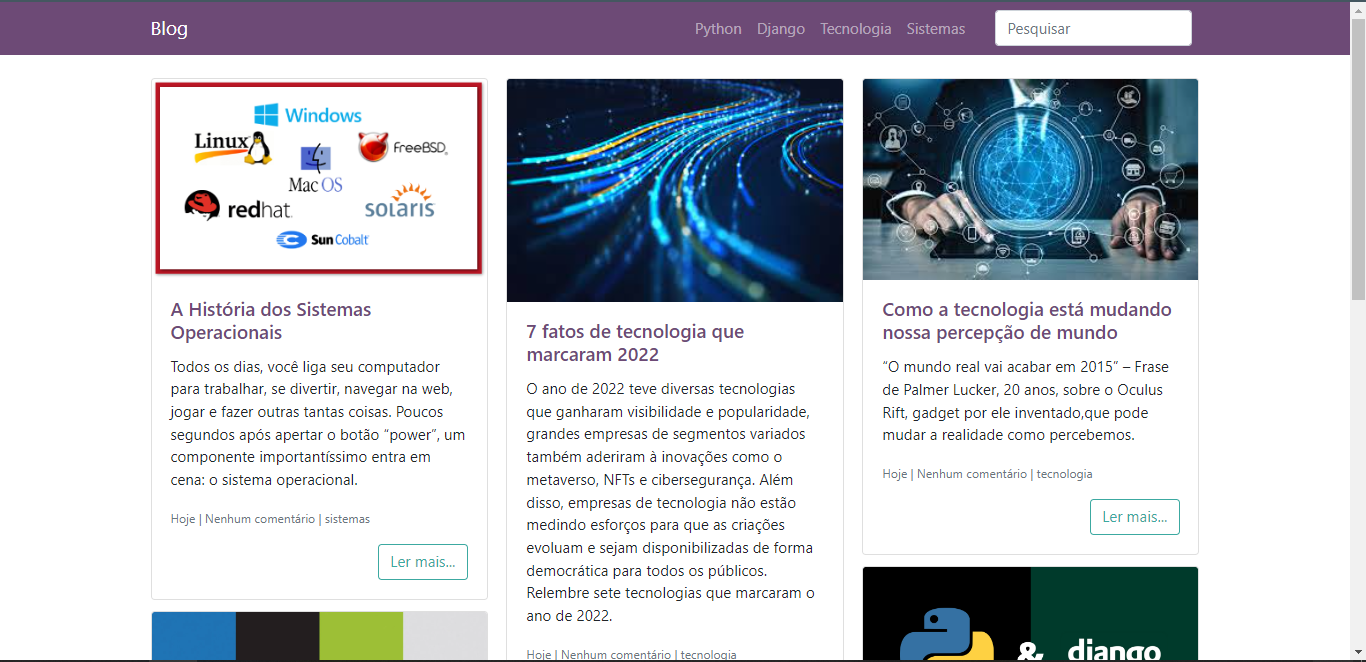 Blog
Python Django Tecnologia Sistemas Pesquisar
Windows
Linux
FreeBSD
Mac OS
redhat.
solaris
Sun Cobalt
A História dos Sistemas
Operacionais
Todos os dias, você liga seu computador
para trabalhar, se divertir, navegar na web,
jogar e fazer outras tantas coisas. Poucos
segundos após apertar o botão “power”, um
componente importantíssimo entra em
cena: o sistema operacional.
Hoje | Nenhum comentário | sistemas
Ler mais...
7 fatos de tecnologia que
marcaram 2022
O ano de 2022 teve diversas tecnologias
que ganharam visibilidade e popularidade,
grandes empresas de segmentos variados
também aderiram à inovações como o
metaverso, NFTs e cibersegurança. Além
disso, empresas de tecnologia não estão
medindo esforços para que as criações
evoluam e sejam disponibilizadas de forma
democrática para todos os públicos.
Relembre sete tecnologias que marcaram o
ano de 2022.
Hoje | Nenhum comentário | tecnologia
Como a tecnologia está mudando
nossa percepção de mundo
“O mundo real vai acabar em 2015” – Frase
de Palmer Lucker, 20 anos, sobre o Oculus
Rift, gadget por ele inventado,que pode
mudar a realidade como percebemos.
Hoje | Nenhum comentário | tecnologia
Ler mais...
& django